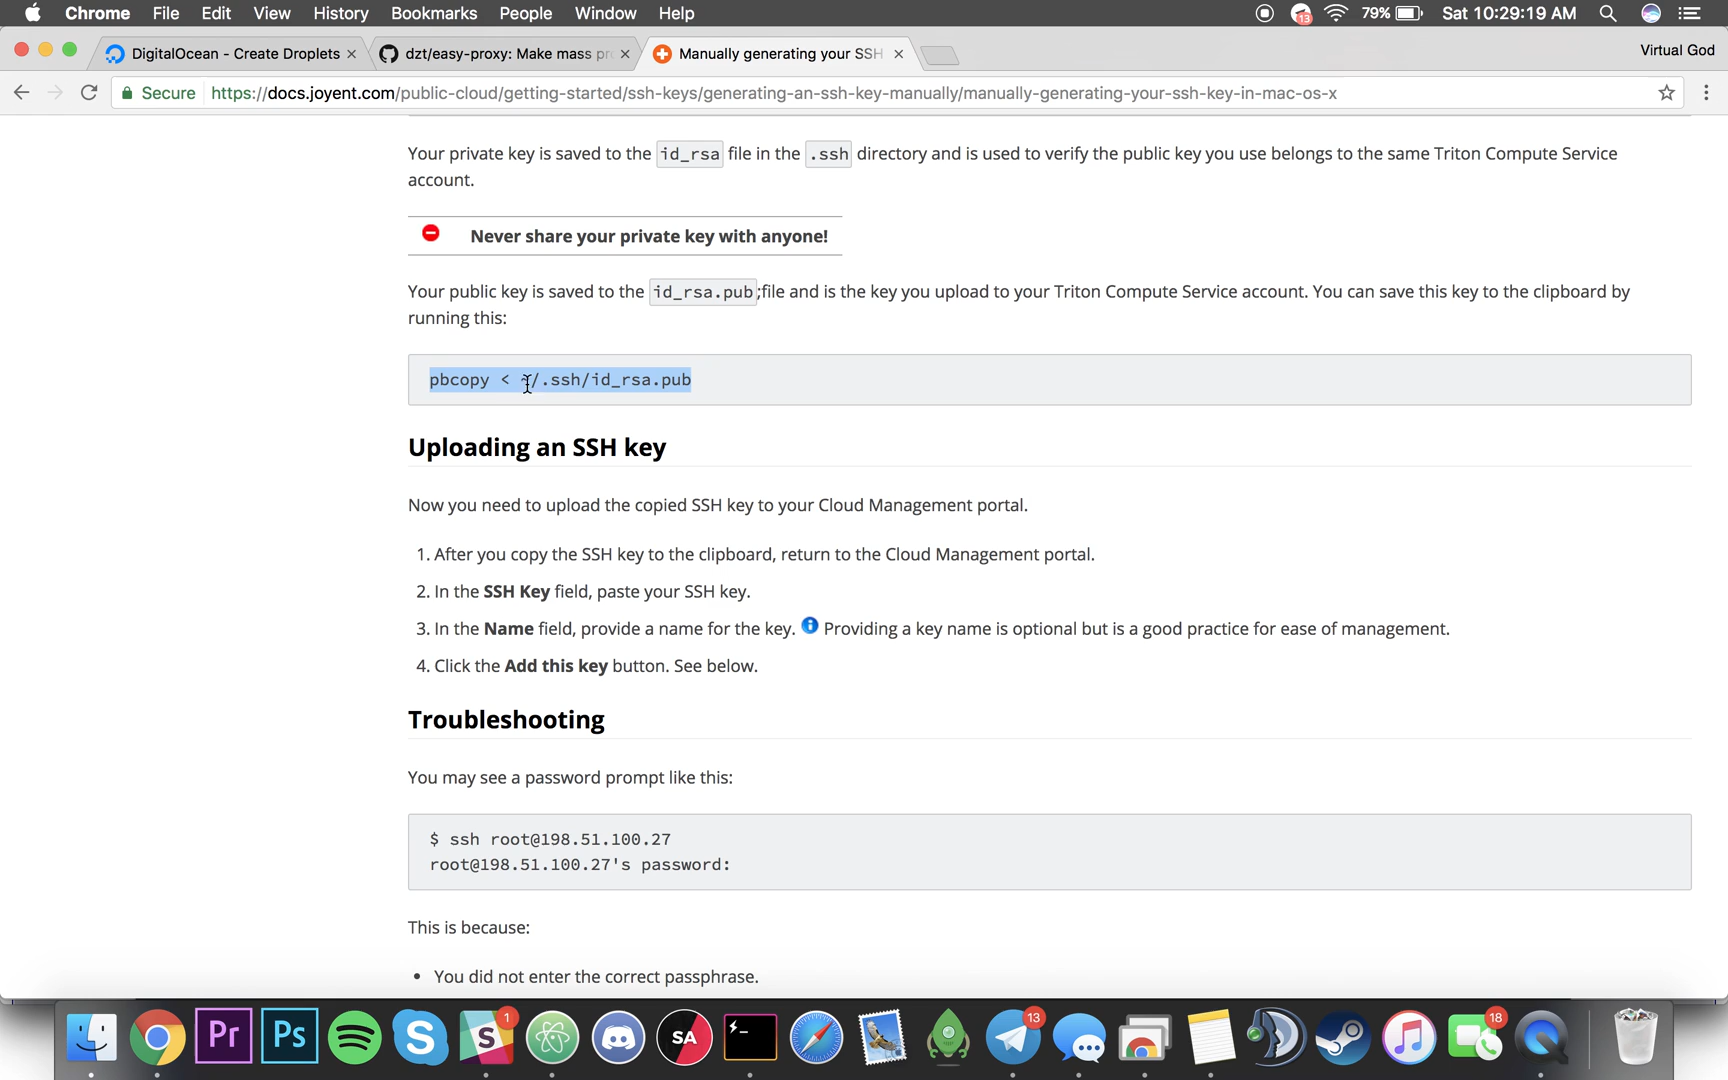 Chrome File Edit View History Bookmarks People Window Help 13 79% Sat 10:29:19 AM
DigitalOcean - Create Droplets dzt/easy-proxy: Make mass pr Manually generating your SSH Virtual God
Secure https://docs.joyent.com/public-cloud/getting-started/ssh-keys/generating-an-ssh-key-manually/manually-generating-your-ssh-key-in-mac-os-x
Your private key is saved to the id_rsa file in the .ssh directory and is used to verify the public key you use belongs to the same Triton Compute Service
account.
Never share your private key with anyone!
Your public key is saved to the id_rsa.pub;file and is the key you upload to your Triton Compute Service account. You can save this key to the clipboard by
running this:
pbcopy < ~/.ssh/id_rsa.pub
Uploading an SSH key
Now you need to upload the copied SSH key to your Cloud Management portal.
1. After you copy the SSH key to the clipboard, return to the Cloud Management portal.
2. In the SSH Key field, paste your SSH key.
3. In the Name field, provide a name for the key. Providing a key name is optional but is a good practice for ease of management.
4. Click the Add this key button. See below.
Troubleshooting
You may see a password prompt like this:
$ ssh root@198.51.100.27
root@198.51.100.27's password:
This is because:
• You did not enter the correct passphrase.
Pr Ps 1 SA 13 18